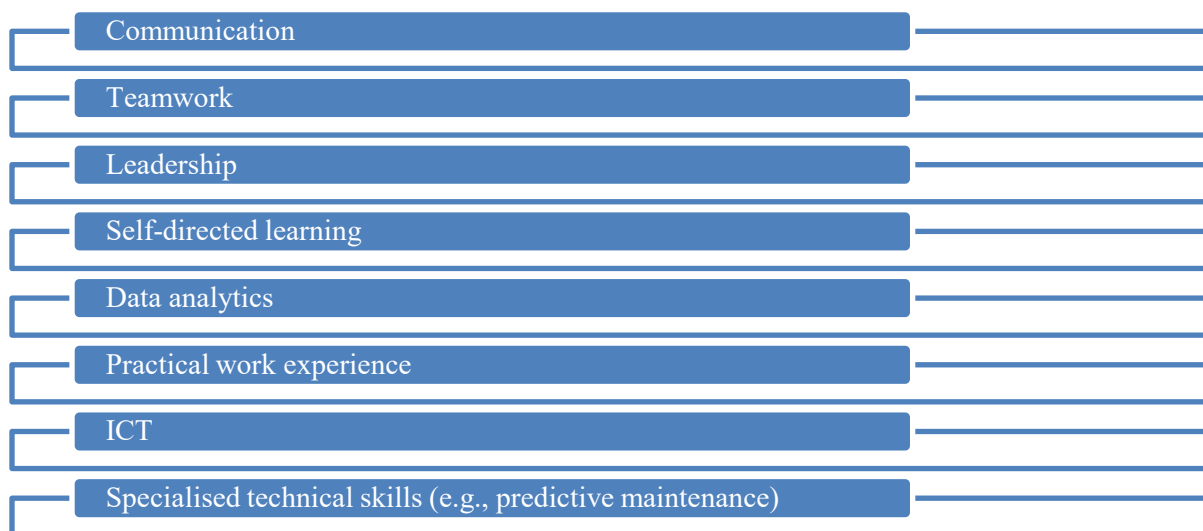 Communication
Teamwork
Leadership
Self-directed learning
Data analytics
Practical work experience
ICT
Specialised technical skills (e.g., predictive maintenance)